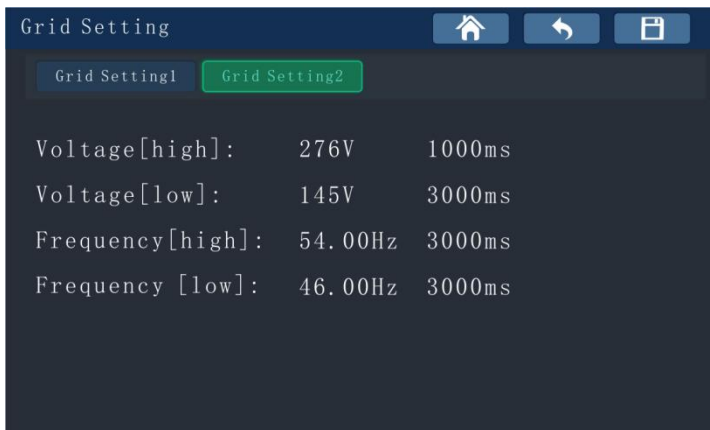 Grid Setting
Grid Setting1 Grid Setting2
Voltage[high]: 276V 1000ms
Voltage[low]: 145V 3000ms
Frequency[high]: 54.00Hz 3000ms
Frequency [low]: 46.00Hz 3000ms